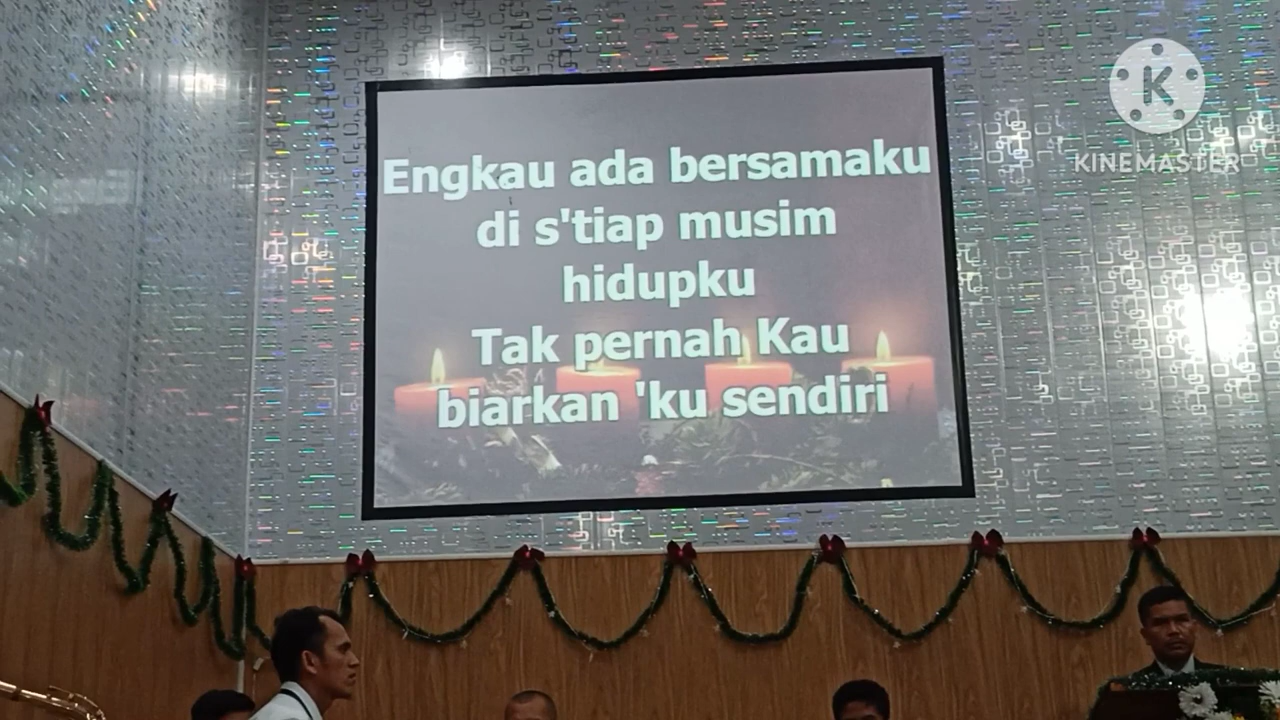 Engkau ada bersamaku
di s'tiap musim
hidupku
Tak pernah Kau
biarkan 'ku sendiri
K
KINEMASTER